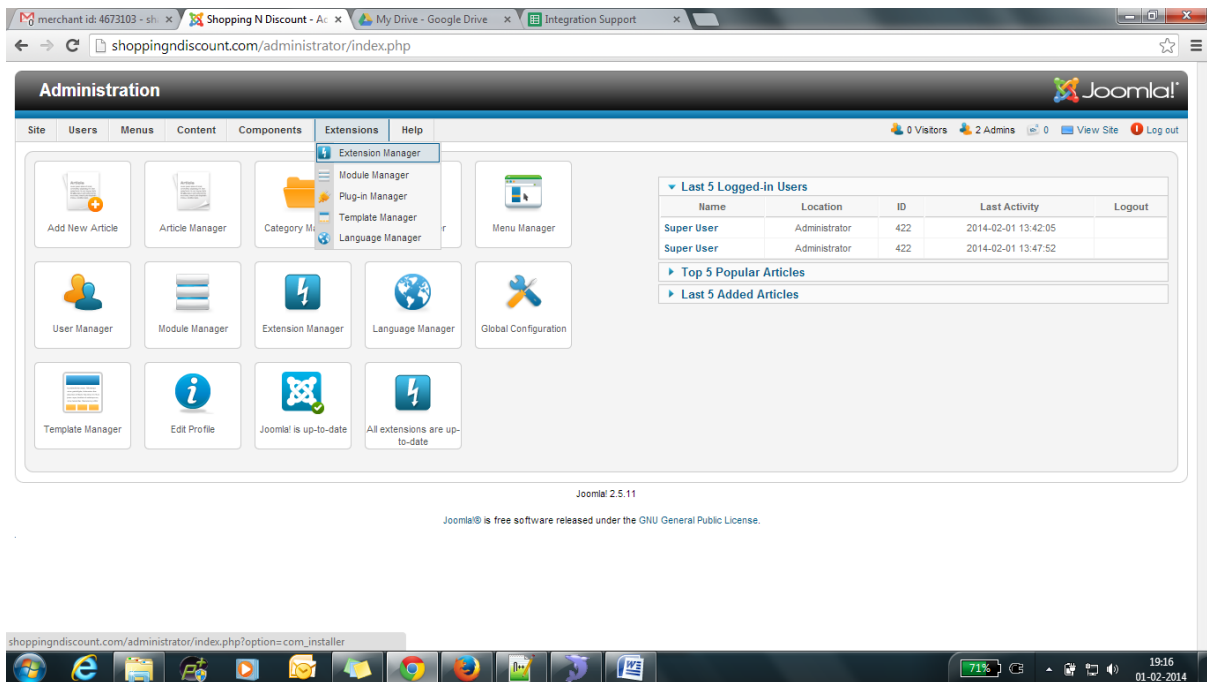 merchant id: 4673103 - sh
Shopping N Discount - Ac
My Drive - Google Drive
Integration Support
shoppingndiscount.com/administrator/index.php
Administration
Joomla!
Site Users Menus Content Components Extensions Help
0 Visitors 2 Admins 0 View Site Log out
Extension Manager
Module Manager
Plug-in Manager
Template Manager
Language Manager
Add New Article
Article Manager
Category Ma
r
Menu Manager
User Manager
Module Manager
Extension Manager
Language Manager
Global Configuration
Template Manager
Edit Profile
Joomla! is up-to-date
All extensions are up-
to-date
Last 5 Logged-in Users
Name Location ID Last Activity Logout
Super User Administrator 422 2014-02-01 13:42:05
Super User Administrator 422 2014-02-01 13:47:52
Top 5 Popular Articles
Last 5 Added Articles
Joomla! 2.5.11
Joomla!® is free software released under the GNU General Public License.
shoppingndiscount.com/administrator/index.php?option=com_installer
71%
19:16
01-02-2014